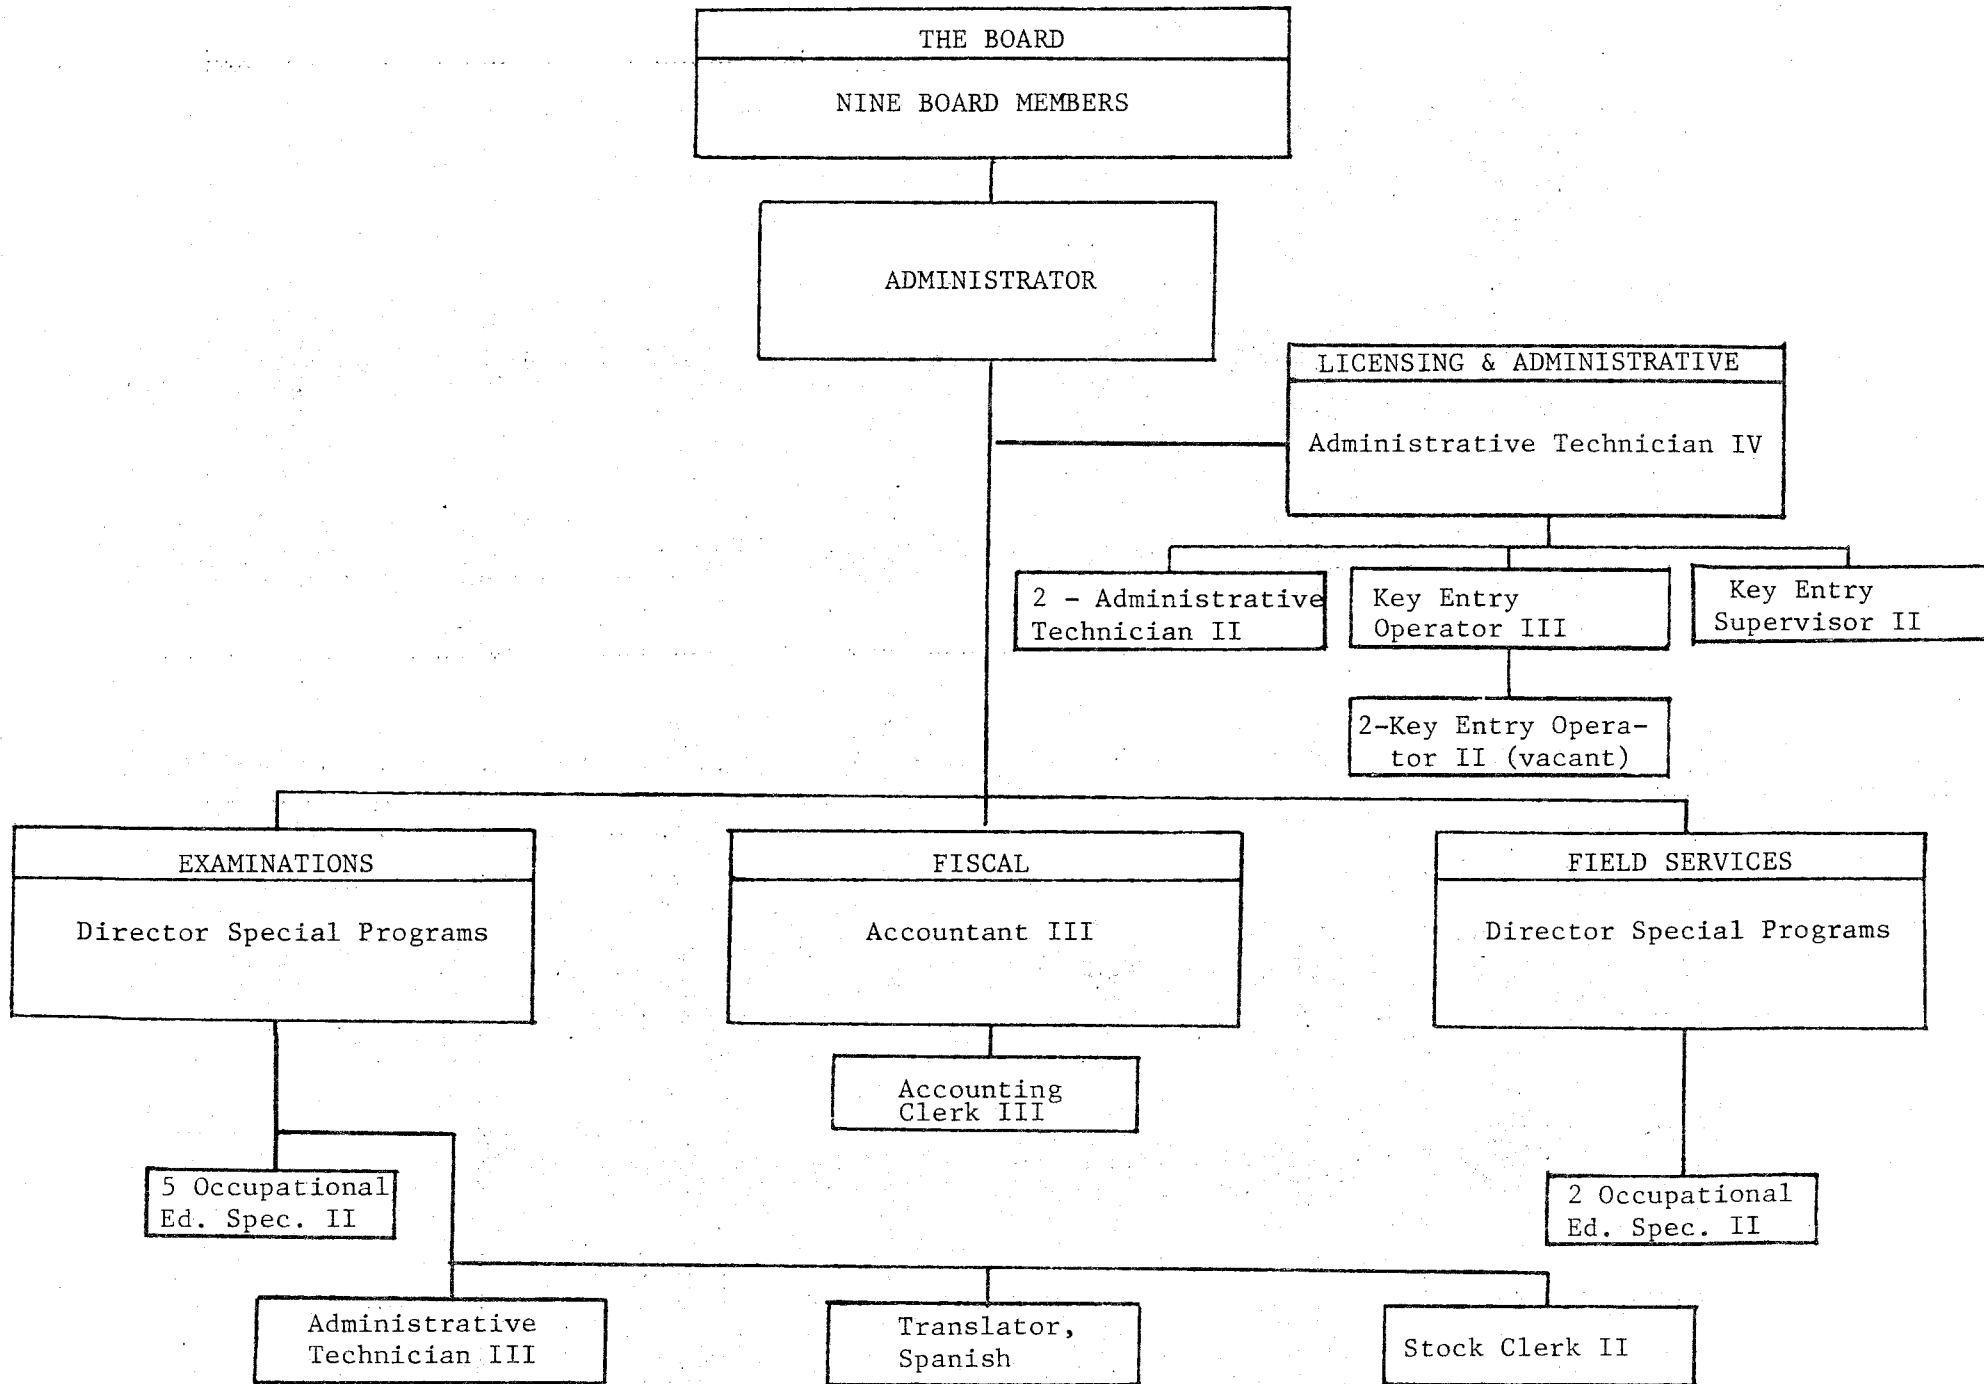 THE BOARD
NINE BOARD MEMBERS
ADMINISTRATOR
LICENSING & ADMINISTRATIVE
Administrative Technician IV
2 - Administrative
Technician II
Key Entry
Operator III
Key Entry
Supervisor II
2-Key Entry Opera-
tor II (vacant)
EXAMINATIONS
Director Special Programs
FISCAL
Accountant III
FIELD SERVICES
Director Special Programs
Accounting
Clerk III
5 Occupational
Ed. Spec. II
2 Occupational
Ed. Spec. II
Administrative
Technician III
Translator,
Spanish
Stock Clerk II